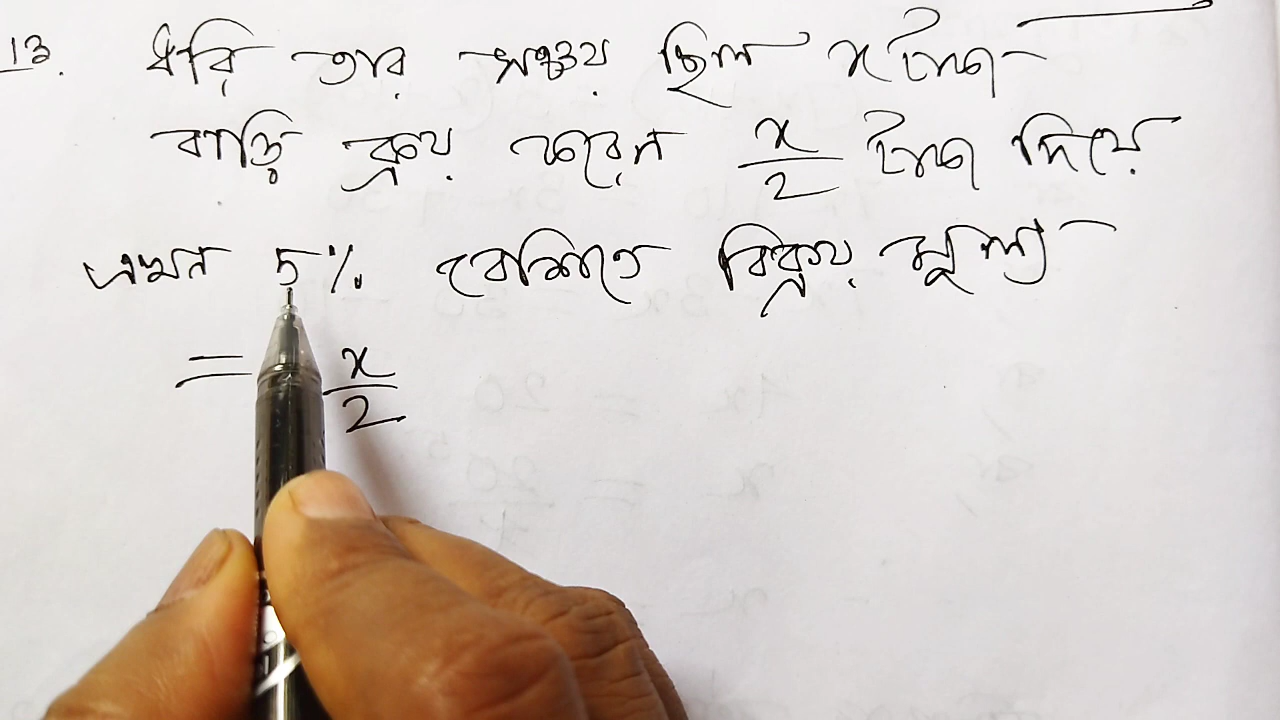 13. ধরি তার সঞ্চয় ছিল x টাকা
বাড়ি ক্রয় করেন x/2 টাকা দিয়ে
এখন 5% বেশিতে বিক্রয় মূল্য
= x/2